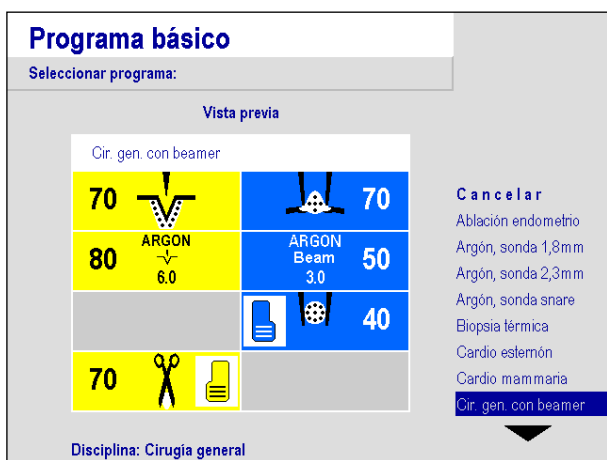 Programa básico
Seleccionar programa:
Vista previa
Cir. gen. con beamer
70
70
80
ARGON
6.0
ARGON
Beam
3.0
50
40
70
Cancelar
Ablación endometrio
Argón, sonda 1,8mm
Argón, sonda 2,3mm
Argón, sonda snare
Biopsia térmica
Cardio esternón
Cardio mammaria
Cir. gen. con beamer
Disciplina: Cirugía general